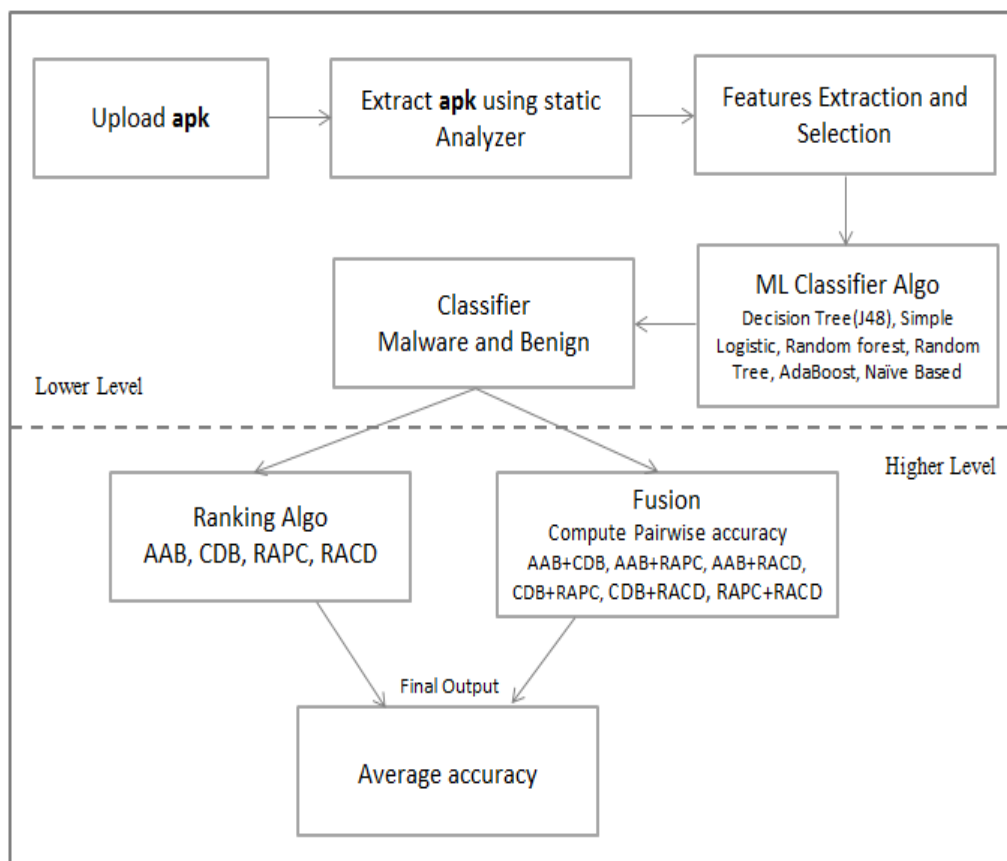 Upload apk
Extract apk using static
Analyzer
Features Extraction and
Selection
ML Classifier Algo
Decision Tree(J48), Simple
Logistic, Random forest, Random
Tree, AdaBoost, Naïve Based
Classifier
Malware and Benign
Lower Level
Higher Level
Ranking Algo
AAB, CDB, RAPC, RACD
Fusion
Compute Pairwise accuracy
AAB+CDB, AAB+RAPC, AAB+RACD,
CDB+RAPC, CDB+RACD, RAPC+RACD
Final Output
Average accuracy